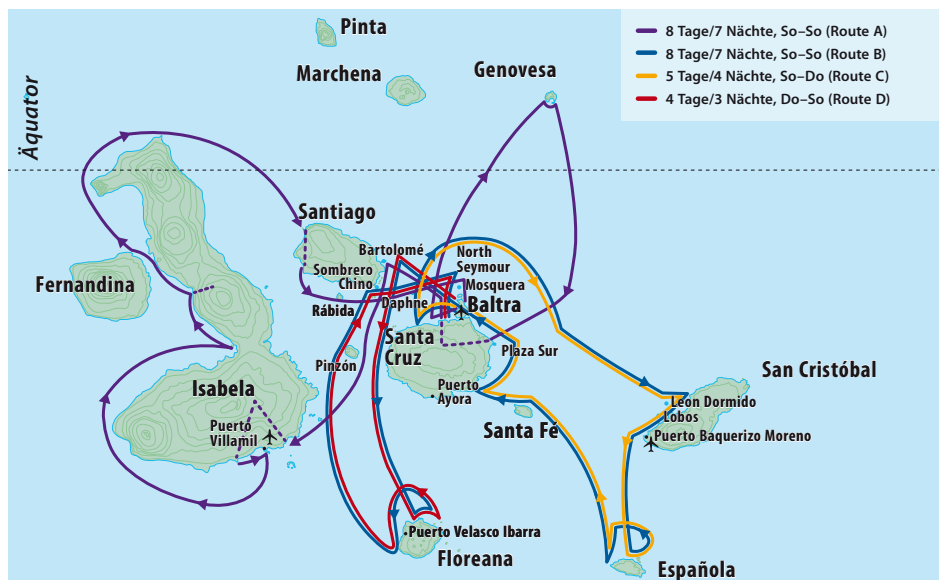 Pinta
Marchena
Genovesa
8 Tage/7 Nächte, So–So (Route A)
8 Tage/7 Nächte, So–So (Route B)
5 Tage/4 Nächte, So–Do (Route C)
4 Tage/3 Nächte, Do–So (Route D)
Äquator
Santiago
Bartolomé
North
Seymour
Sombrero
Chino
Mosquera
Fernandina
Rábida
Daphne
Baltra
Santa
Cruz
Pinzón
Plaza Sur
San Cristóbal
Isabela
Puerto
Ayora
Leon Dormido
Lobos
Puerto
Villamil
Santa Fé
Puerto Baquerizo Moreno
Puerto Velasco Ibarra
Floreana
Española